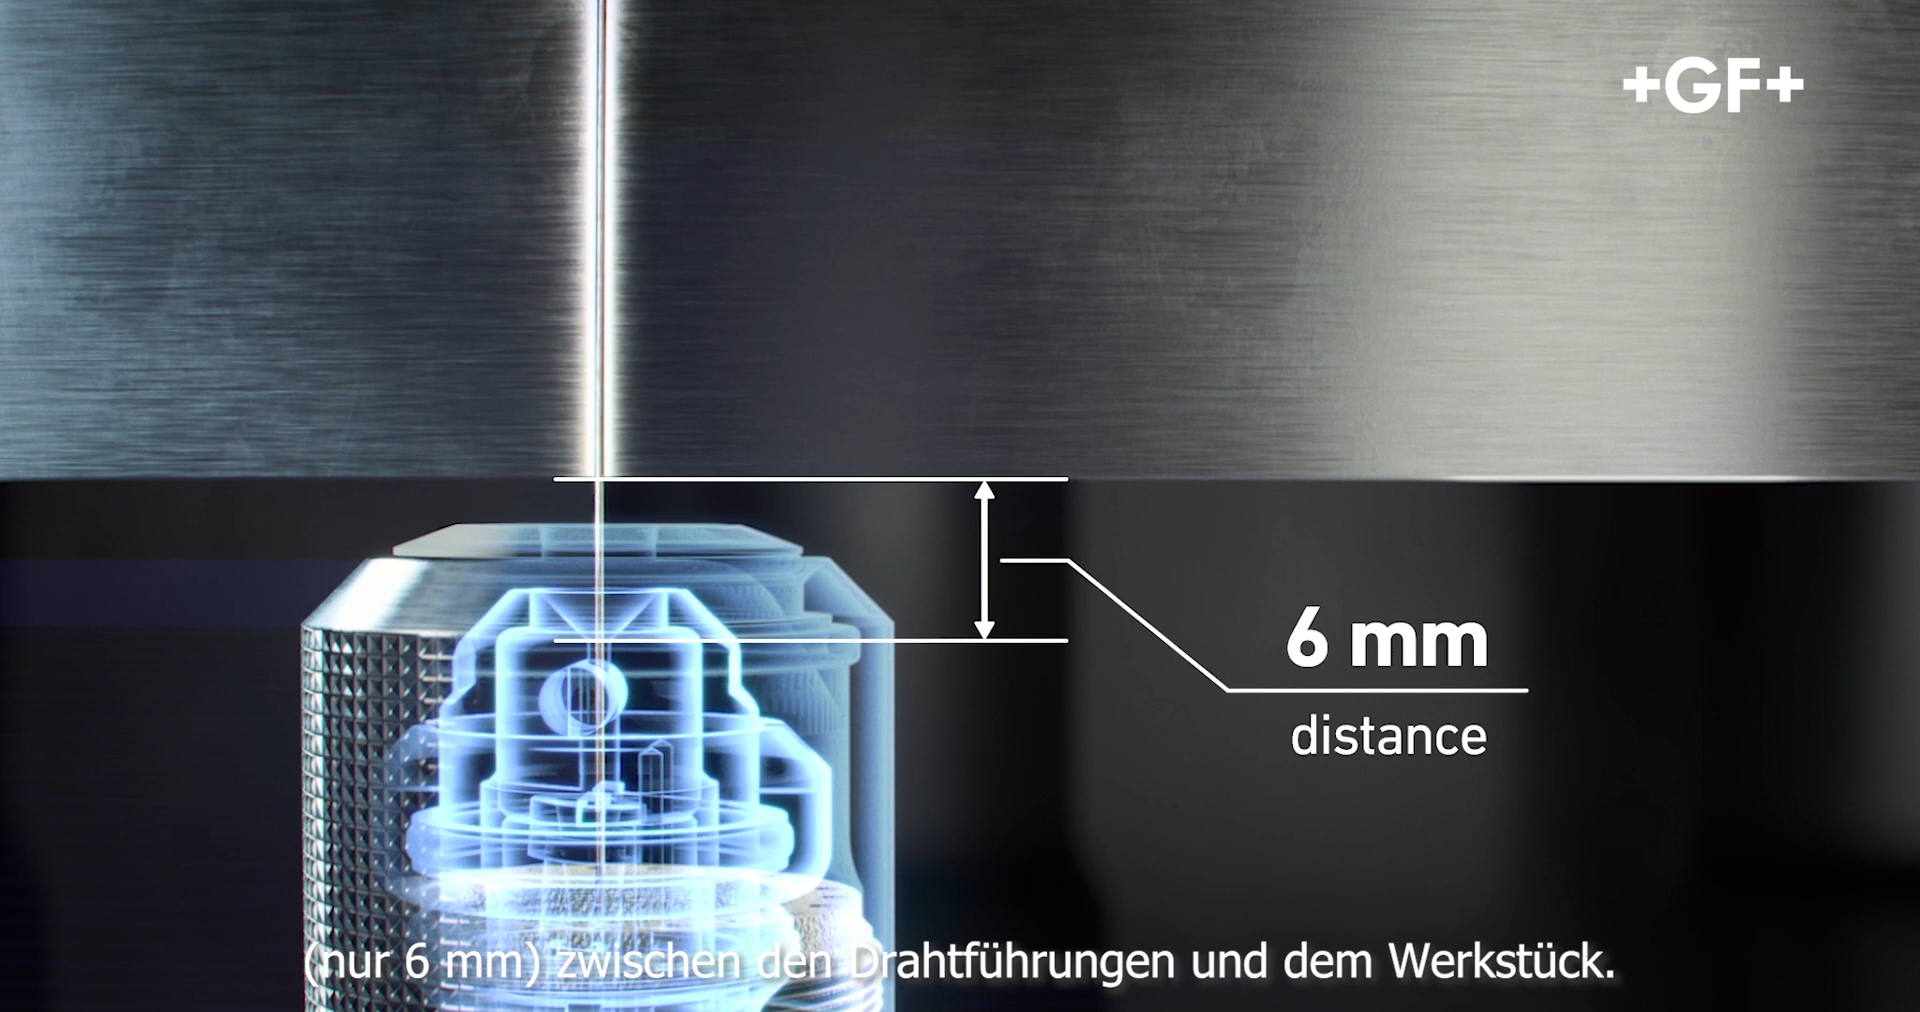 +GF+
6 mm
distance
(nur 6 mm) zwischen den Drahtführungen und dem Werkstück.